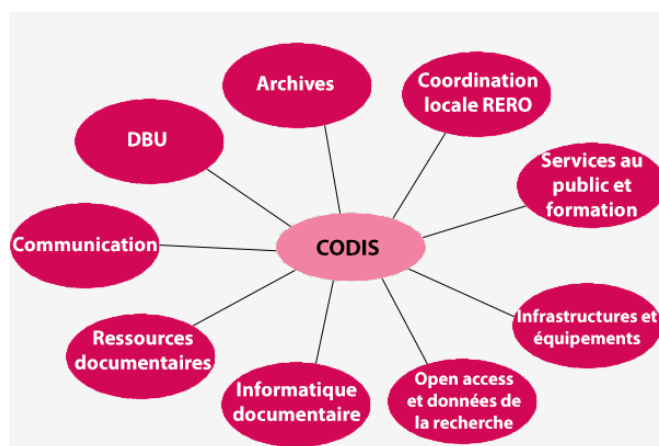 Archives
Coordination
locale RERO
DBU
Services au
public et
formation
Communication
CODIS
Infrastructures et
équipements
Ressources
documentaires
Informatique
documentaire
Open access
et données de
la recherche